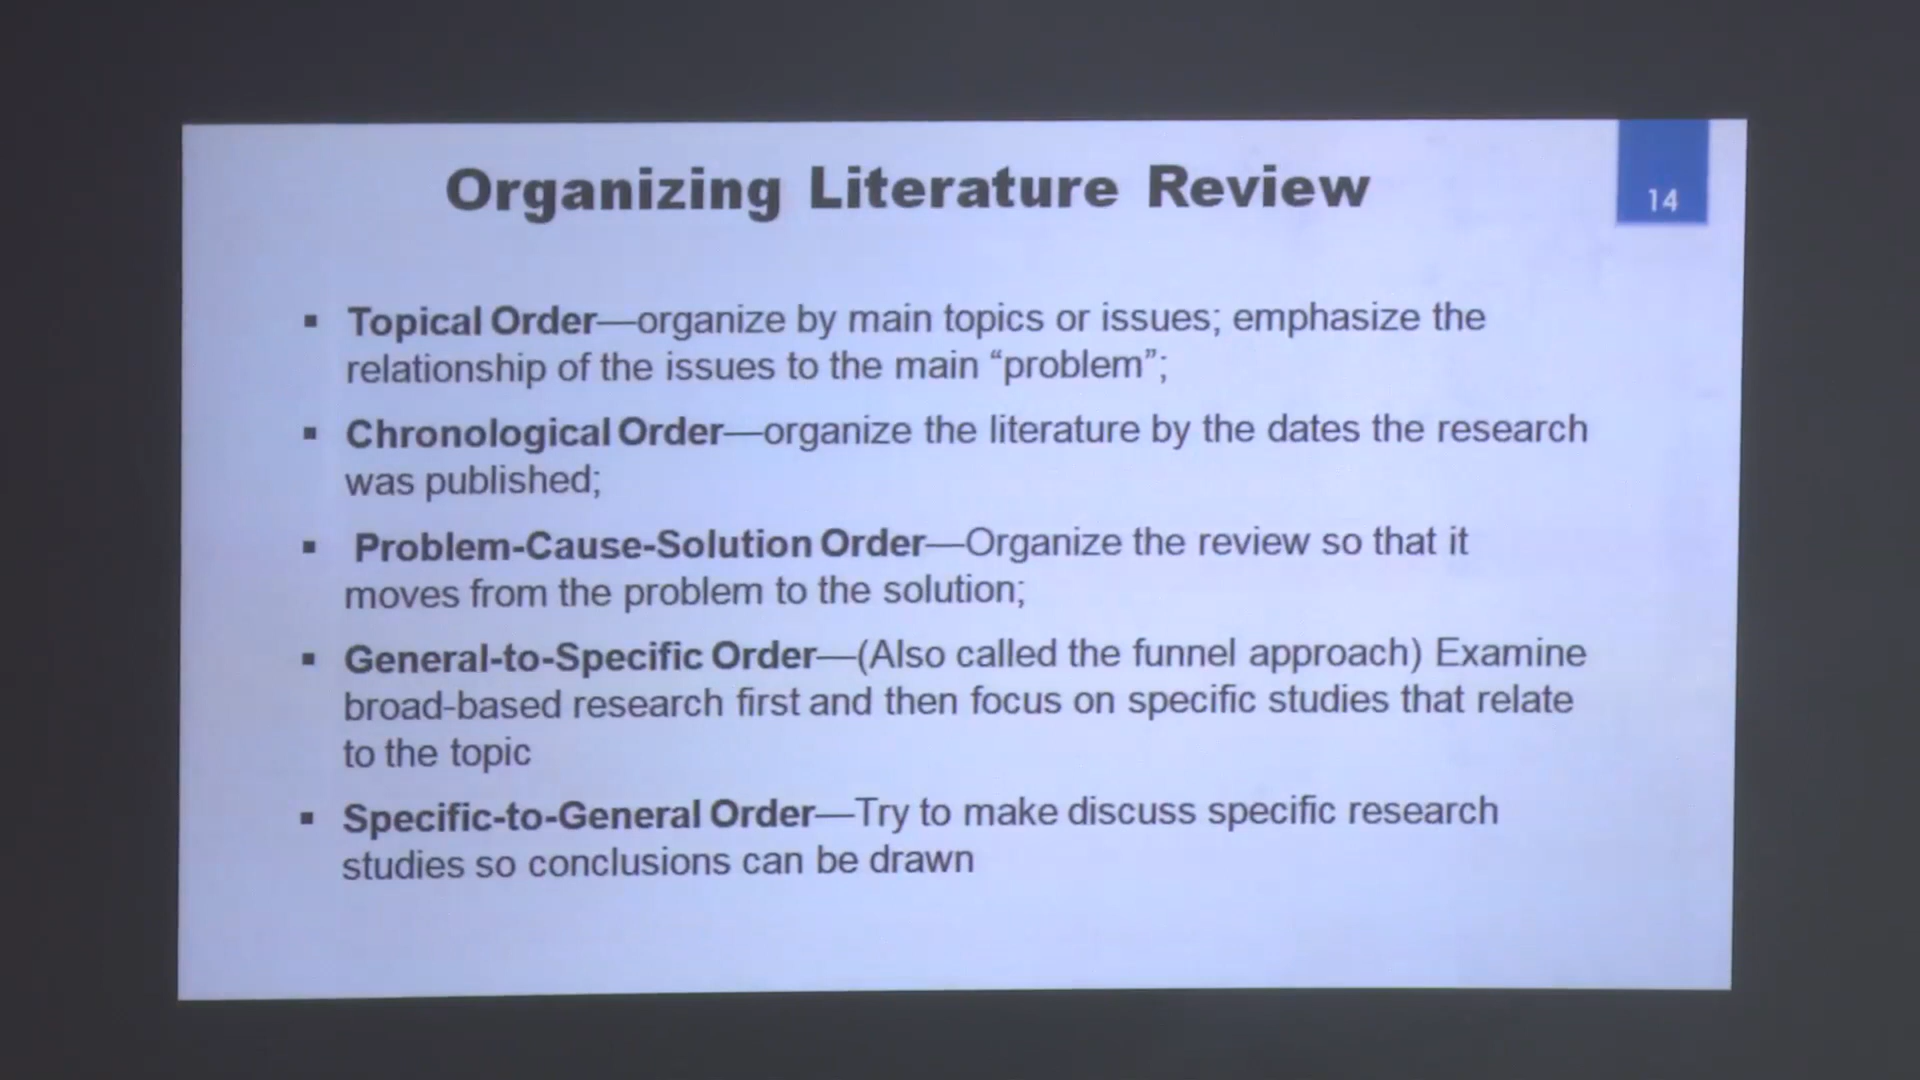 Organizing Literature Review
14
▪ Topical Order—organize by main topics or issues; emphasize the
relationship of the issues to the main “problem”;
▪ Chronological Order—organize the literature by the dates the research
was published;
▪ Problem-Cause-Solution Order—Organize the review so that it
moves from the problem to the solution;
▪ General-to-Specific Order—(Also called the funnel approach) Examine
broad-based research first and then focus on specific studies that relate
to the topic
▪ Specific-to-General Order—Try to make discuss specific research
studies so conclusions can be drawn